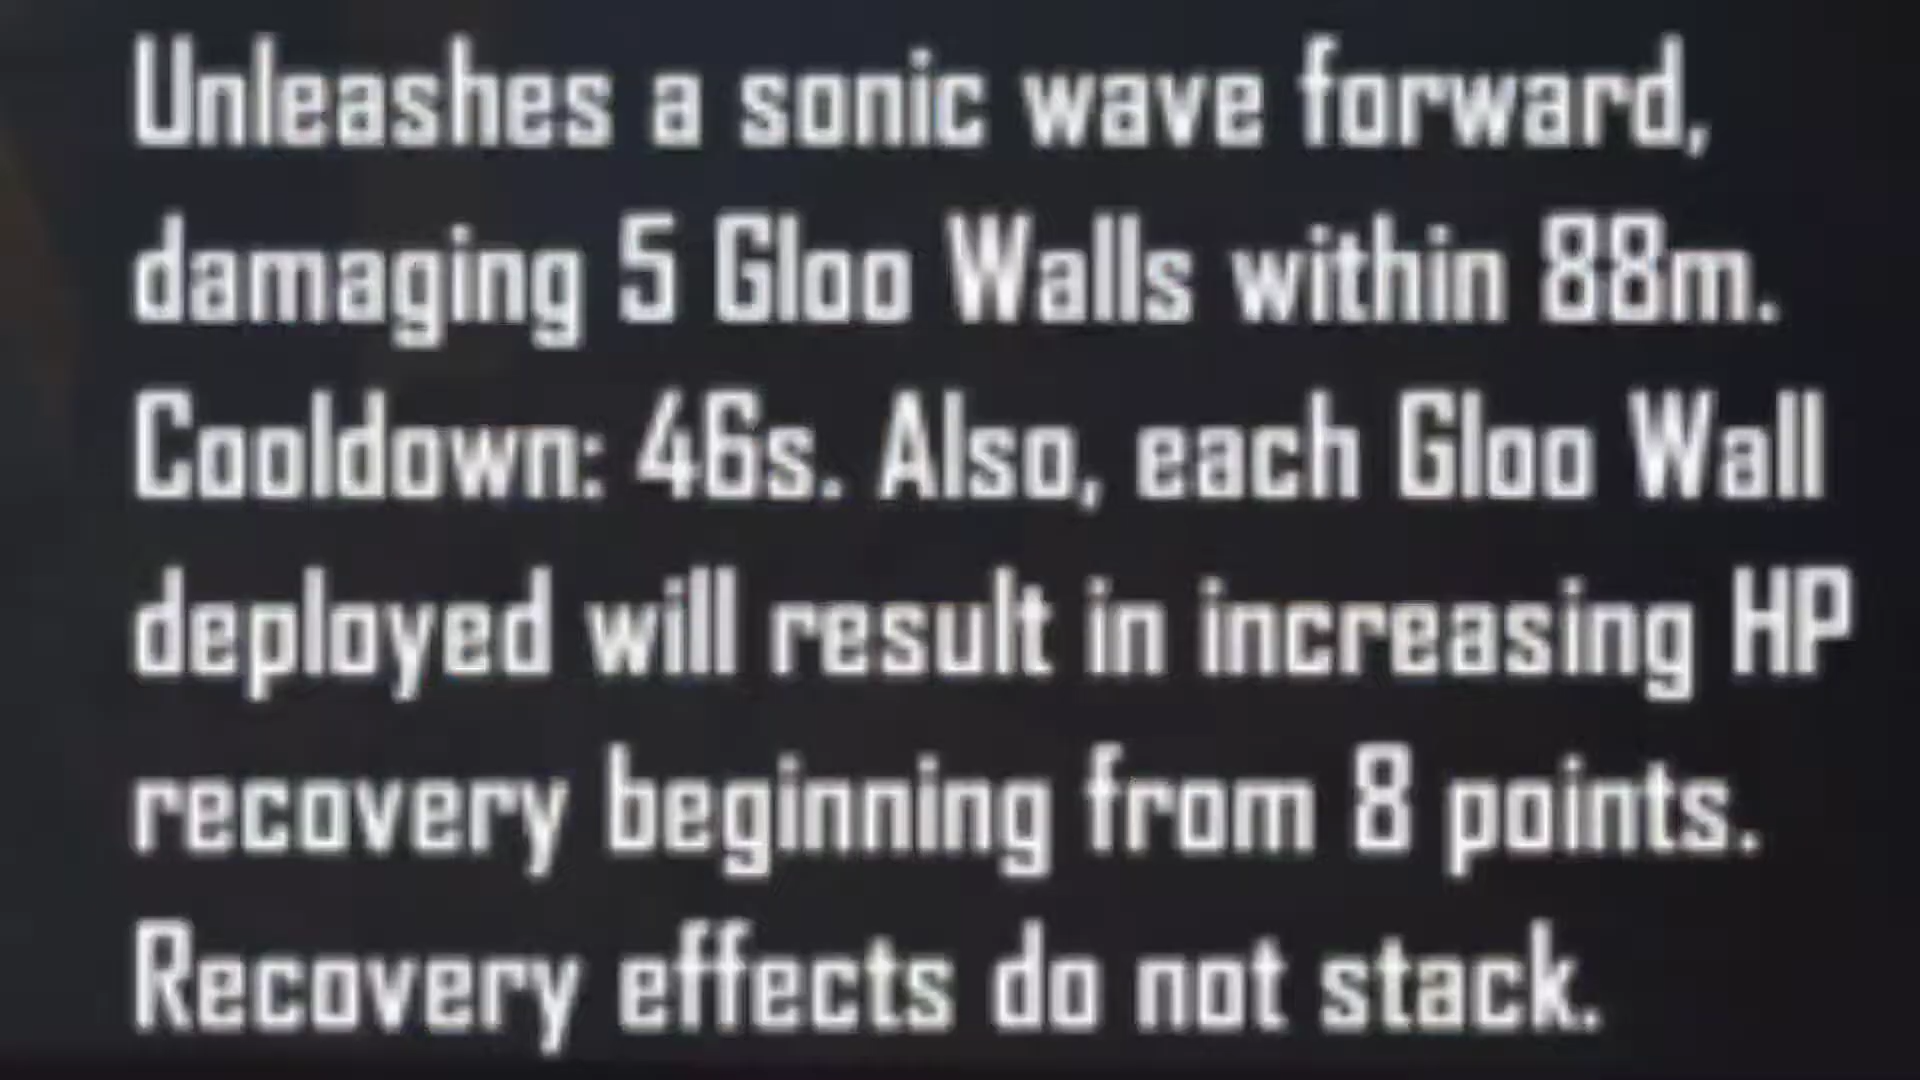 Unleashes a sonic wave forward,
damaging 5 Gloo Walls within 88m.
Cooldown: 46s. Also, each Gloo Wall
deployed will result in increasing HP
recovery beginning from 8 points.
Recovery effects do not stack.